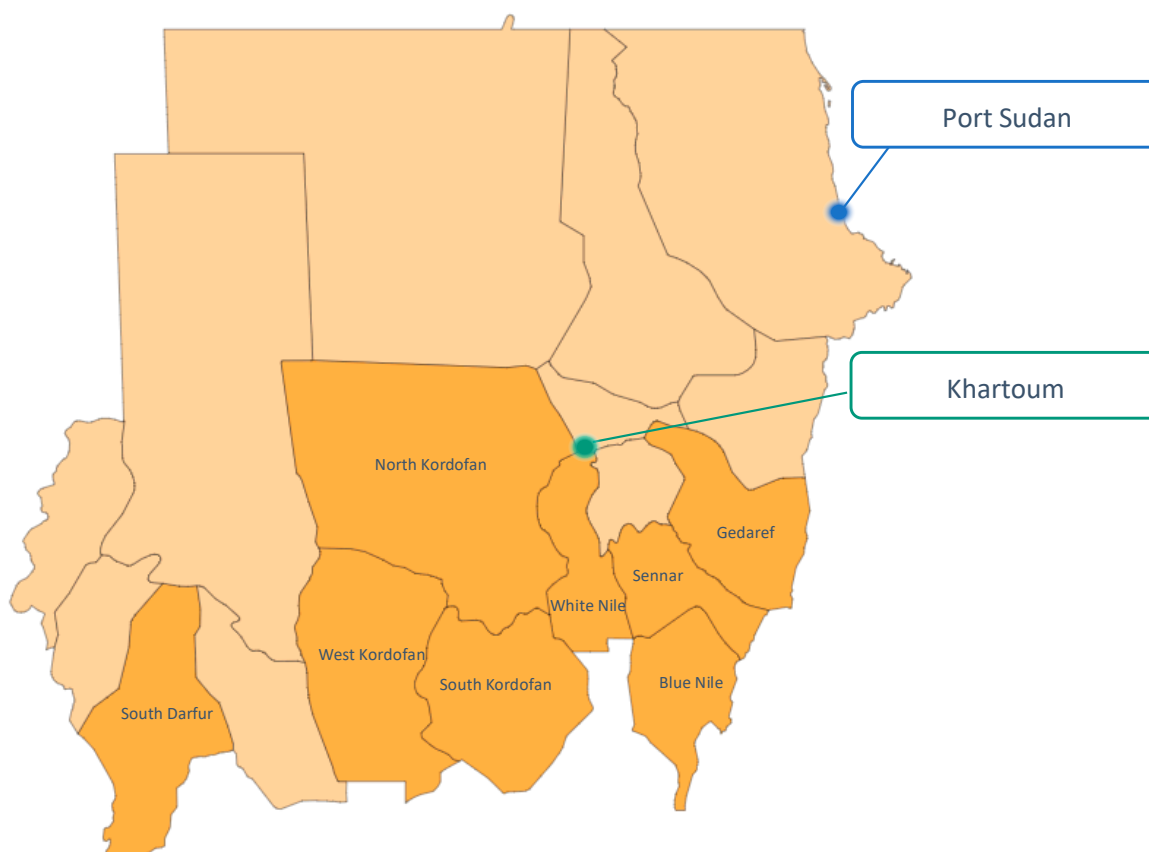 Port Sudan
Khartoum
North Kordofan
Gedaref
Sennar
White Nile
West Kordofan
South Kordofan
Blue Nile
South Darfur